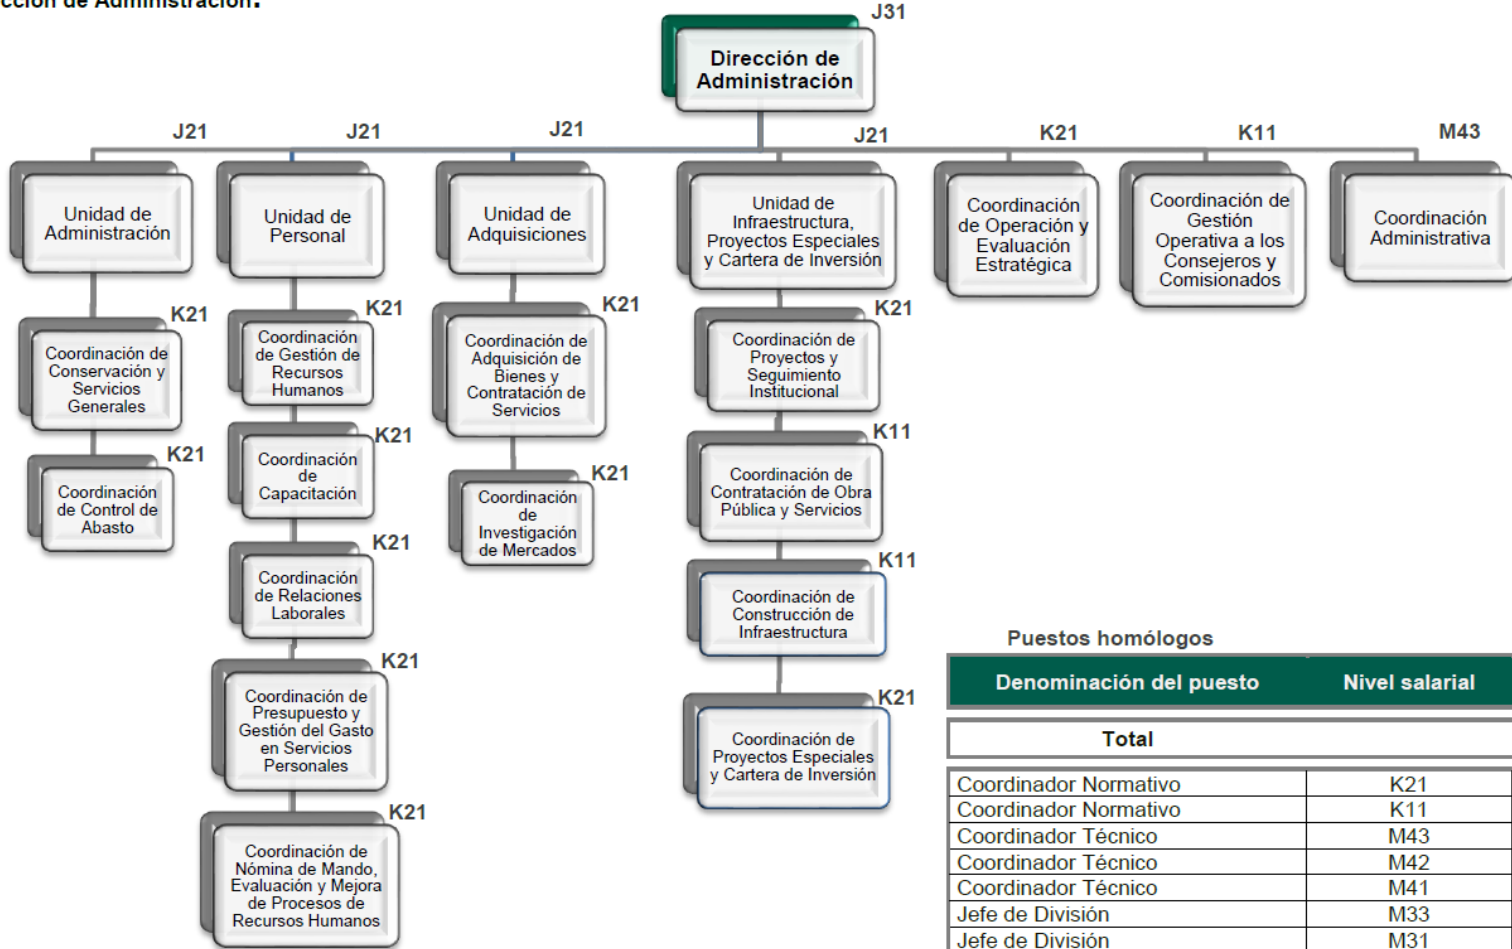 cción de Administración.
J31
Dirección de
Administración
J21
J21
J21
J21
K21
K11
M43
Unidad de
Administración
Unidad de
Personal
Unidad de
Adquisiciones
Unidad de
Infraestructura,
Proyectos Especiales
y Cartera de Inversión
Coordinación
de Operación y
Evaluación
Estratégica
Coordinación de
Gestión
Operativa a los
Consejeros y
Comisionados
Coordinación
Administrativa
K21
Coordinación de
Conservación y
Servicios
Generales
K21
Coordinación
de Control de
Abasto
K21
Coordinación
de Gestión de
Recursos
Humanos
K21
Coordinación
de
Capacitación
K21
Coordinación
de Relaciones
Laborales
K21
Coordinación de
Presupuesto y
Gestión del Gasto
en Servicios
Personales
K21
Coordinación de
Nómina de Mando,
Evaluación y Mejora
de Procesos de
Recursos Humanos
K21
Coordinación de
Adquisición de
Bienes y
Contratación de
Servicios
K21
Coordinación
de
Investigación
de Mercados
K21
Coordinación de
Proyectos y
Seguimiento
Institucional
K11
Coordinación de
Contratación de Obra
Pública y Servicios
K11
Coordinación de
Construcción de
Infraestructura
K21
Coordinación de
Proyectos Especiales
y Cartera de Inversión
Puestos homólogos
Denominación del puesto Nivel salarial
Total
Coordinador Normativo K21
Coordinador Normativo K11
Coordinador Técnico M43
Coordinador Técnico M42
Coordinador Técnico M41
Jefe de División M33
Jefe de División M31